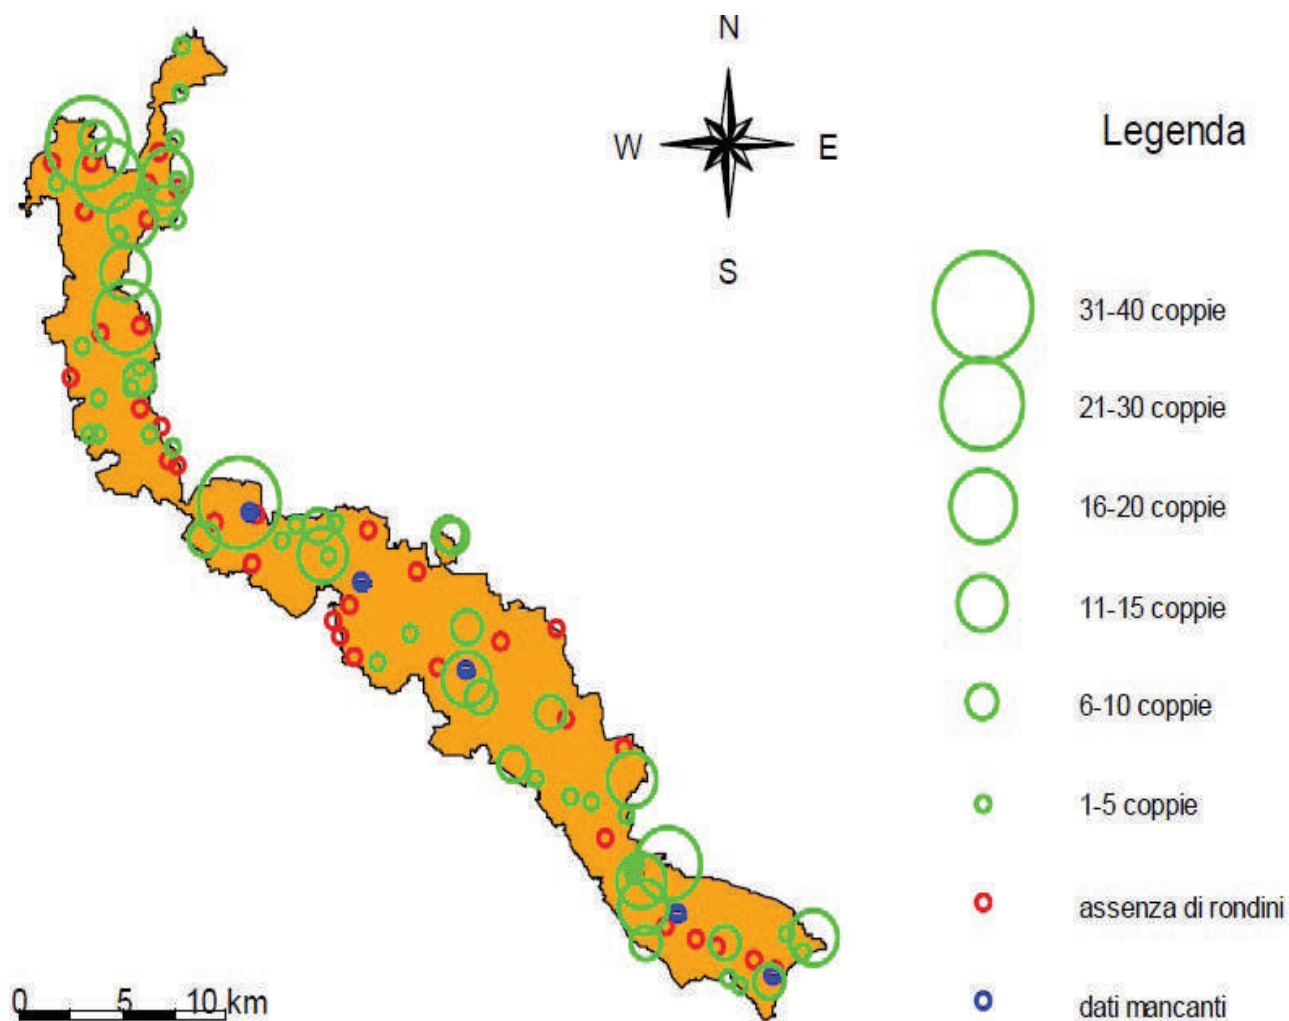 N
W
E
S
Legenda
31-40 coppie
21-30 coppie
16-20 coppie
11-15 coppie
6-10 coppie
1-5 coppie
assenza di rondini
dati mancanti
0 5 10 km